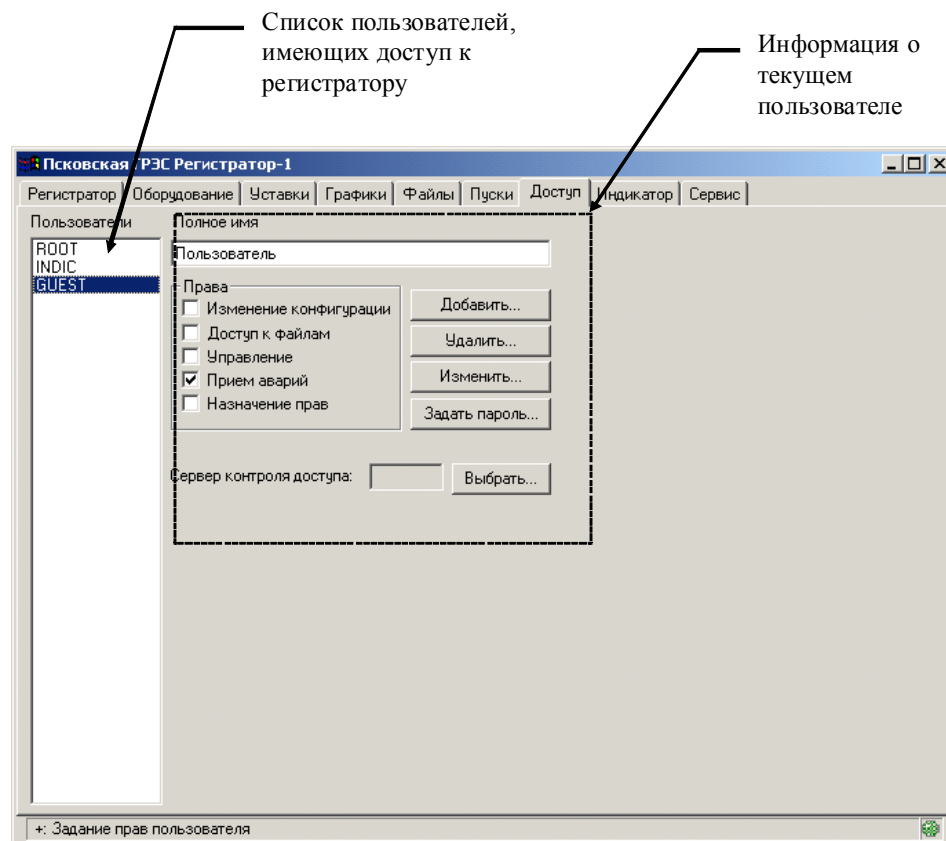 Список пользователей,
имеющих доступ к
регистратору
Информация о
текущем
пользователе
Псковская ГРЭС Регистратор-1
Регистратор Оборудование Уставки Графики Файлы Пуски Доступ Индикатор Сервис
Пользователи
Полное имя
ROOT
INDIC
GUEST
Пользователь
Права
Изменение конфигурации
Доступ к файлам
Управление
Прием аварий
Назначение прав
Добавить...
Удалить...
Изменить...
Задать пароль...
Сервер контроля доступа:
Выбрать...
+: Задание прав пользователя